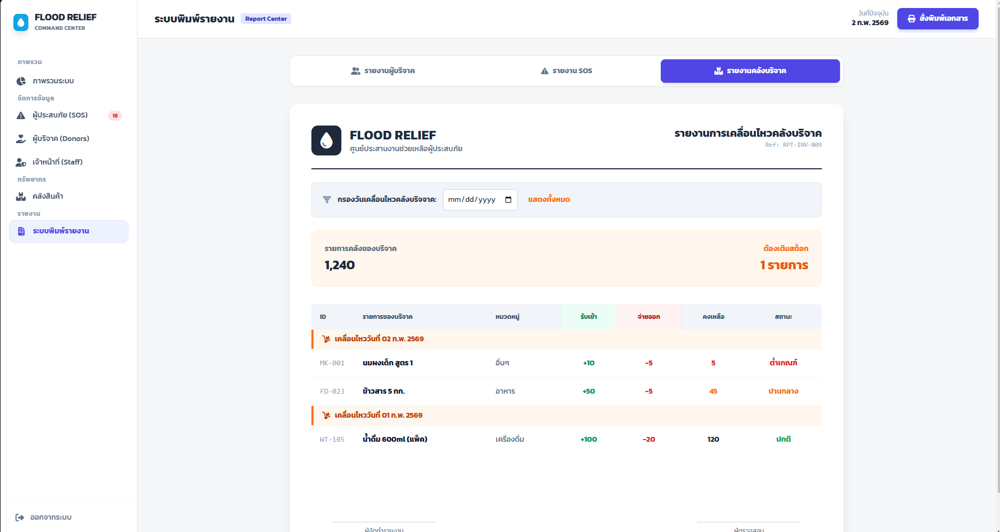 FLOOD RELIEF
COMMAND CENTER
ภาพรวม
ภาพรวมระบบ
จัดการข้อมูล
ผู้ประสบภัย (SOS) 18
ผู้บริจาค (Donors)
เจ้าหน้าที่ (Staff)
ทรัพยากร
คลังสินค้า
รายงาน
ระบบพิมพ์รายงาน
ออกจากระบบ
ระบบพิมพ์รายงาน Report Center
วันที่ปัจจุบัน
2 ก.พ. 2569
สั่งพิมพ์เอกสาร
รายงานผู้บริจาค รายงาน SOS รายงานคลังบริจาค
FLOOD RELIEF
ศูนย์ประสานงานช่วยเหลือผู้ประสบภัย
รายงานการเคลื่อนไหวคลังบริจาค
Ref: RPT-INV-009
กรองวันเคลื่อนไหวคลังบริจจาค: mm/dd/yyyy แสดงทั้งหมด
รายการคลังของบริจาค
1,240
ต้องเติมสต็อก
1 รายการ
ID รายการของบริจาค หมวดหมู่ รับเข้า จ่ายออก คงเหลือ สถานะ
เคลื่อนไหววันที่ 02 ก.พ. 2569
MK-001 นมผงเด็ก สูตร 1 อื่นๆ +10 -5 5 ต่ำเกณฑ์
FD-023 ข้าวสาร 5 กก. อาหาร +50 -5 45 ปานกลาง
เคลื่อนไหววันที่ 01 ก.พ. 2569
WT-105 น้ำดื่ม 600ml (แพ็ค) เครื่องดื่ม +100 -20 120 ปกติ
ผู้จัดทำรายงาน ผู้ตรวจสอบ